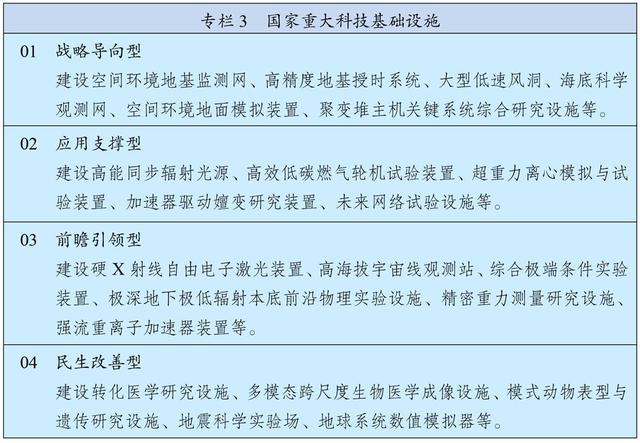 专栏 3 国家重大科技基础设施
01 战略导向型
建设空间环境地基监测网、高精度地基授时系统、大型低速风洞、海底科学
观测网、空间环境地面模拟装置、聚变堆主机关键系统综合研究设施等。
02 应用支撑型
建设高能同步辐射光源、高效低碳燃气轮机试验装置、超重力离心模拟与试
验装置、加速器驱动嬗变研究装置、未来网络试验设施等。
03 前瞻引领型
建设硬 X 射线自由电子激光装置、高海拔宇宙线观测站、综合极端条件实验
装置、极深地下极低辐射本底前沿物理实验设施、精密重力测量研究设施、
强流重离子加速器装置等。
04 民生改善型
建设转化医学研究设施、多模态跨尺度生物医学成像设施、模式动物表型与
遗传研究设施、地震科学实验场、地球系统数值模拟器等。